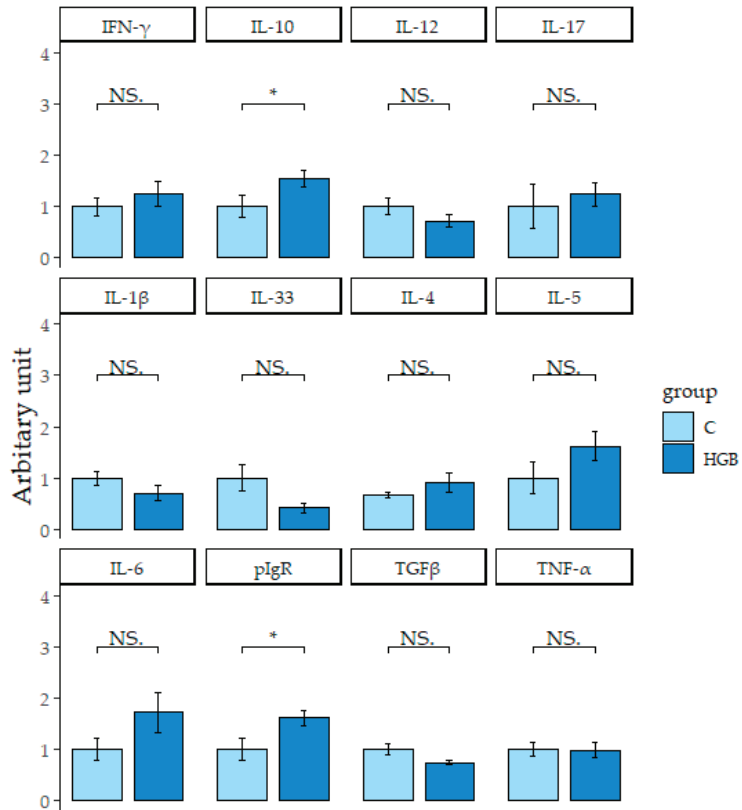 IFN-γ IL-10 IL-12 IL-17
4
NS. * NS. NS.
3
2
1
0
IL-1β IL-33 IL-4 IL-5
4
NS. NS. NS. NS.
3
2
1
0
IL-6 pIgR TGFβ TNF-α
4
NS. * NS. NS.
3
2
1
0
Arbitary unit
group
C
HGB